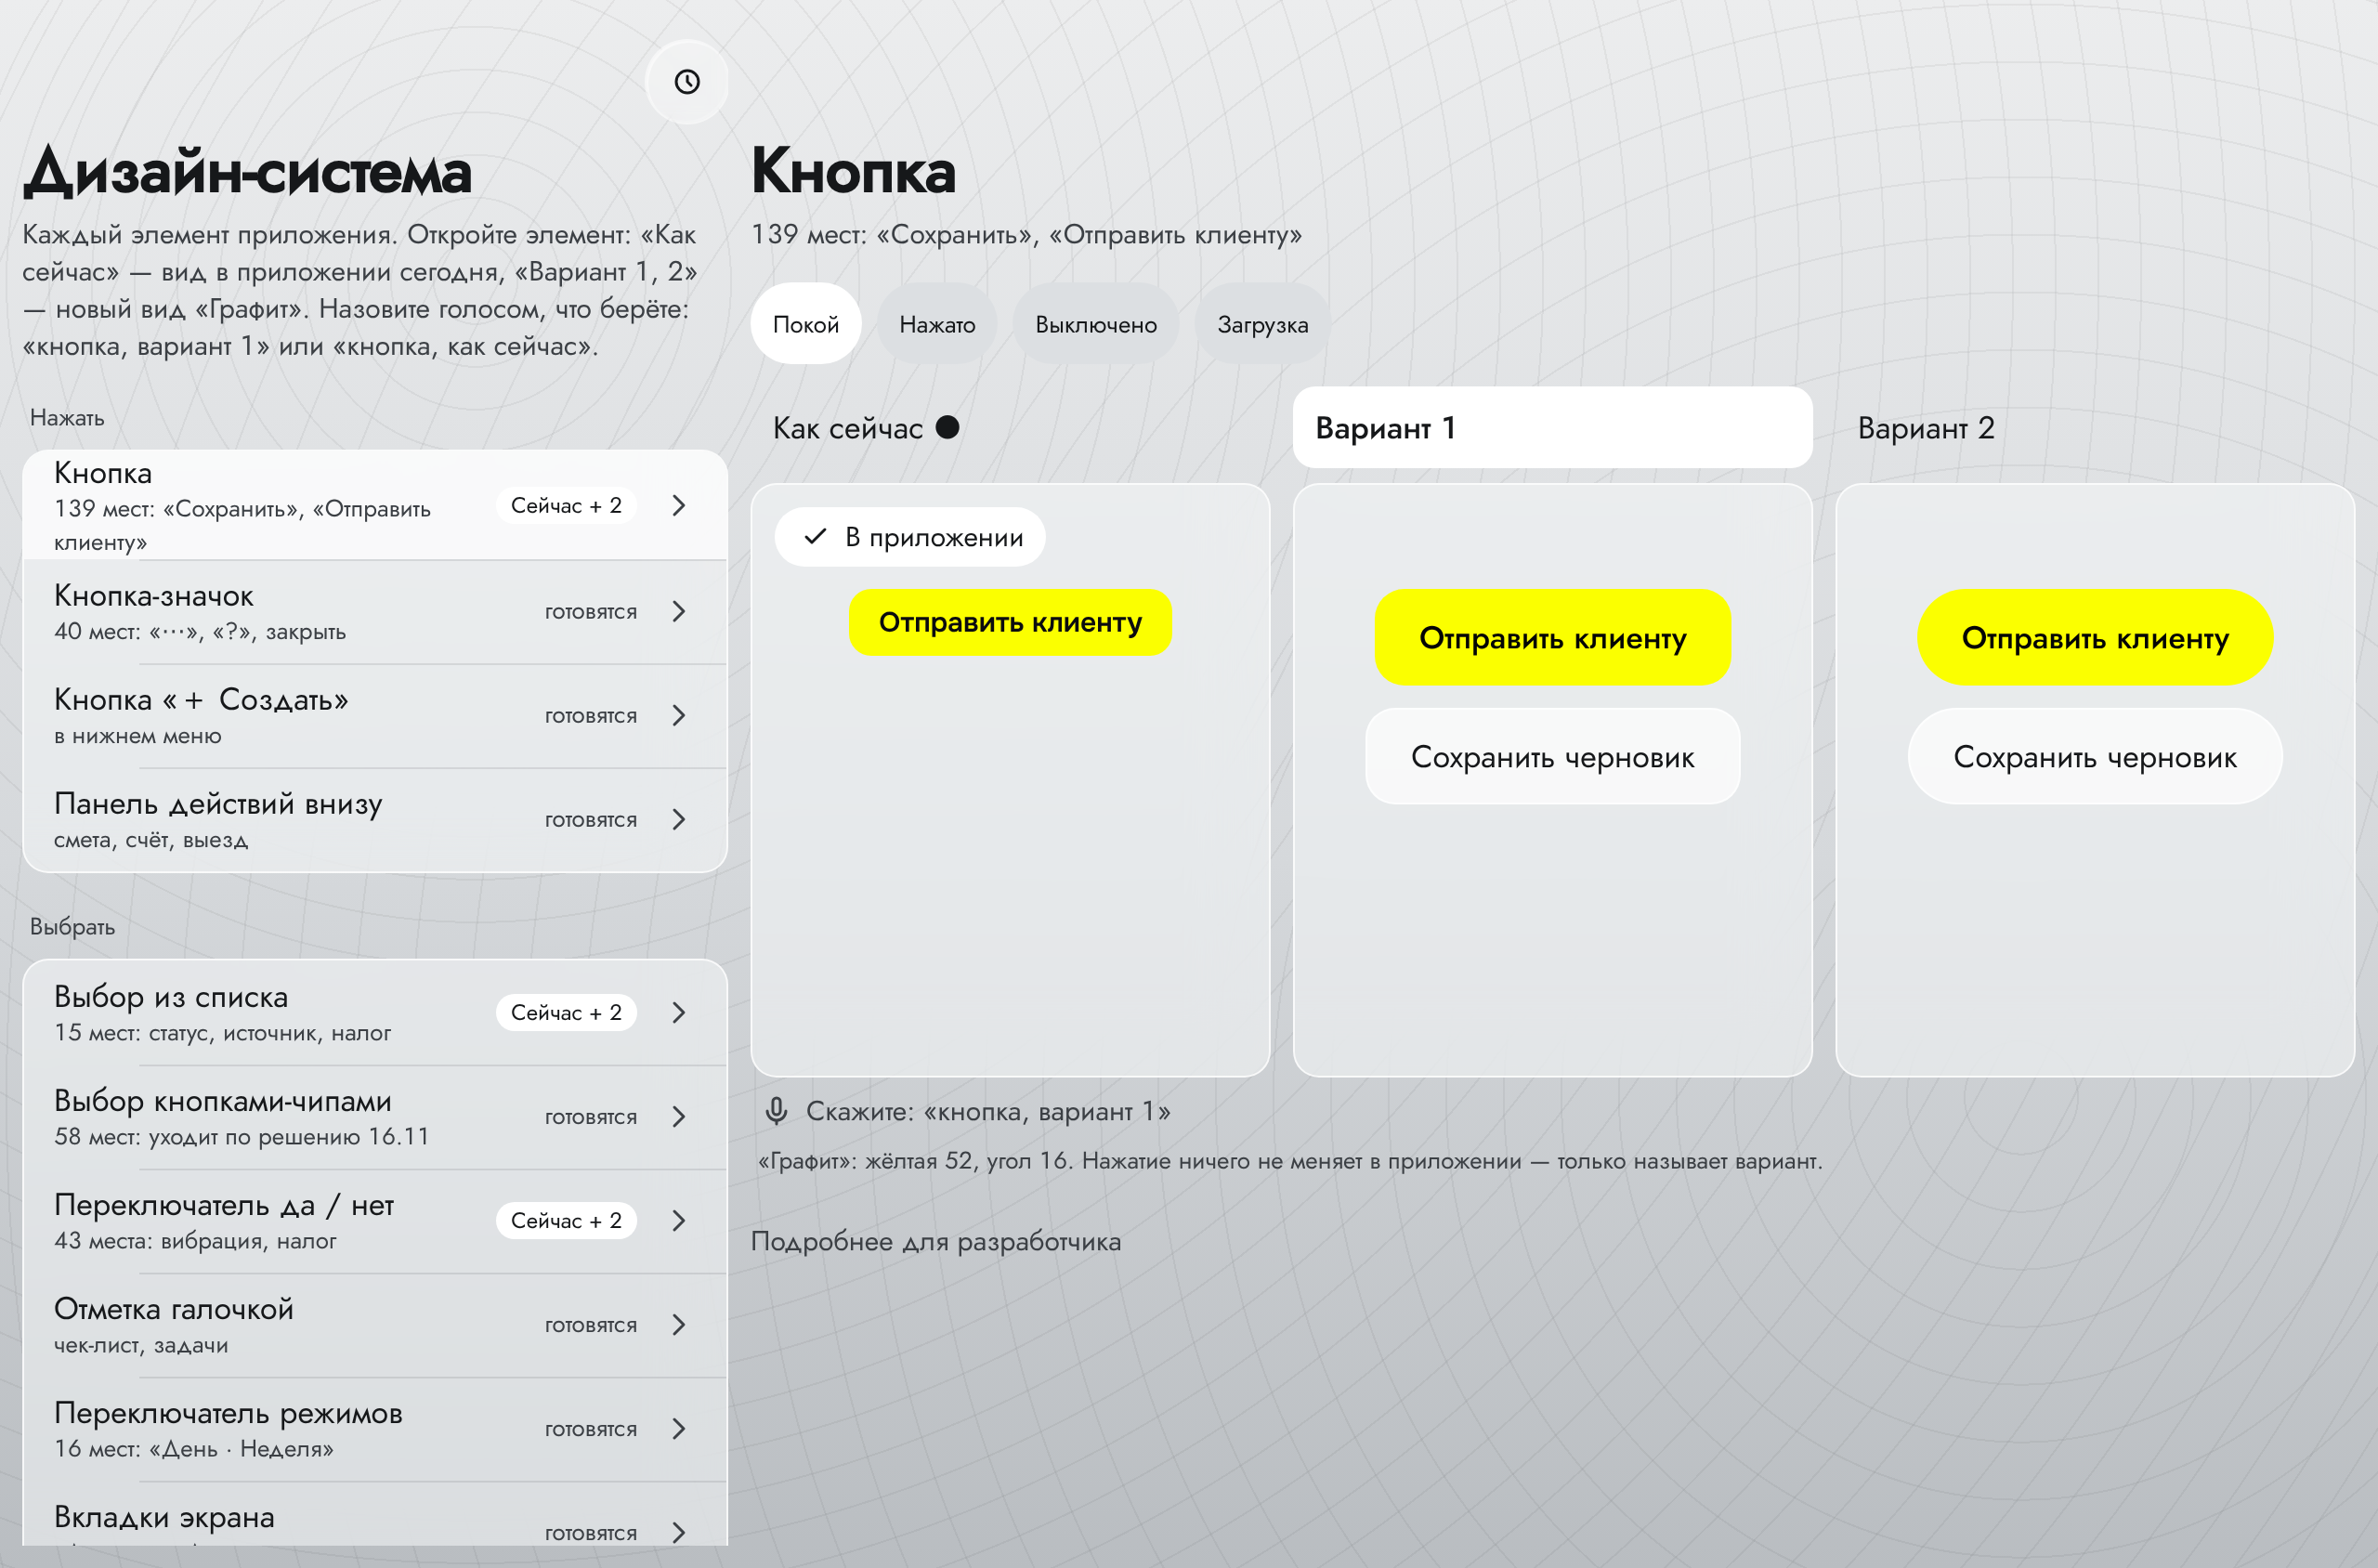 Дизайн-система
Каждый элемент приложения. Откройте элемент: «Как
сейчас» — вид в приложении сегодня, «Вариант 1, 2»
— новый вид «Графит». Назовите голосом, что берёте:
«кнопка, вариант 1» или «кнопка, как сейчас».
Нажать
Кнопка
139 мест: «Сохранить», «Отправить
клиенту»
Сейчас + 2
Кнопка-значок
40 мест: «···», «?», закрыть
готовятся
Кнопка «+ Создать»
в нижнем меню
готовятся
Панель действий внизу
смета, счёт, выезд
готовятся
Выбрать
Выбор из списка
15 мест: статус, источник, налог
Сейчас + 2
Выбор кнопками-чипами
58 мест: уходит по решению 16.11
готовятся
Переключатель да / нет
43 места: вибрация, налог
Сейчас + 2
Отметка галочкой
чек-лист, задачи
готовятся
Переключатель режимов
16 мест: «День · Неделя»
готовятся
Вкладки экрана
готовятся
Кнопка
139 мест: «Сохранить», «Отправить клиенту»
Покой
Нажато
Выключено
Загрузка
Как сейчас
Вариант 1
Вариант 2
В приложении
Отправить клиенту
Отправить клиенту
Сохранить черновик
Отправить клиенту
Сохранить черновик
Скажите: «кнопка, вариант 1»
«Графит»: жёлтая 52, угол 16. Нажатие ничего не меняет в приложении — только называет вариант.
Подробнее для разработчика